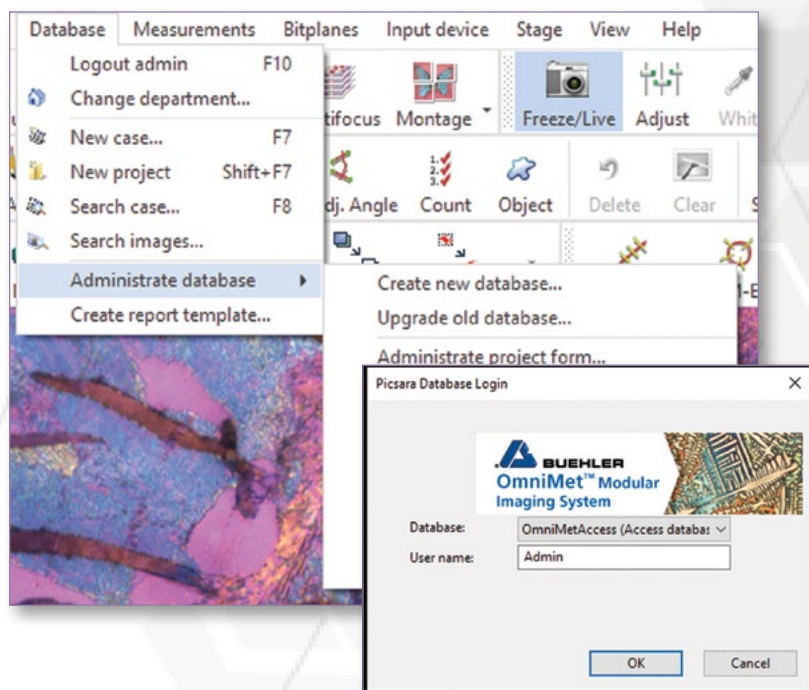 Database Measurements Bitplanes Input device Stage View Help
Logout admin F10
Change department...
New case... F7
New project Shift+F7
Search case... F8
Search images...
Administrate database
Create report template...
tifocus Montage Freeze/Live Adjust Whit
dj. Angle Count Object Delete Clear S
Create new database...
Upgrade old database...
Administrate project form...
Picsara Database Login
BUEHLER
OmniMet™ Modular
Imaging System
Database: OmniMetAccess (Access databas
User name: Admin
OK Cancel